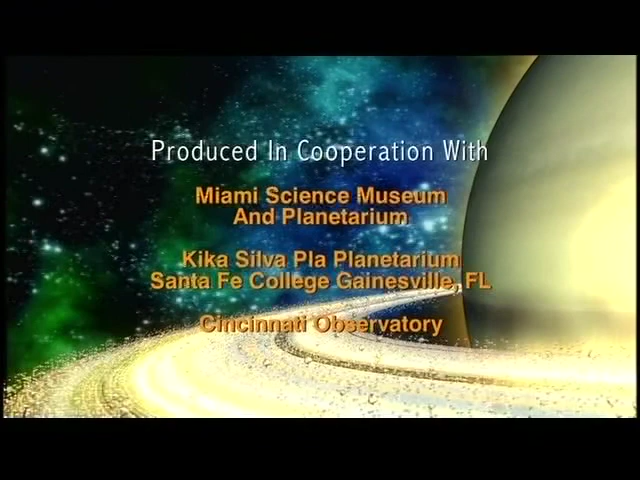 Produced In Cooperation With
Miami Science Museum
And Planetarium
Kika Silva Pla Planetarium
Santa Fe College Gainesville, FL
Cincinnati Observatory